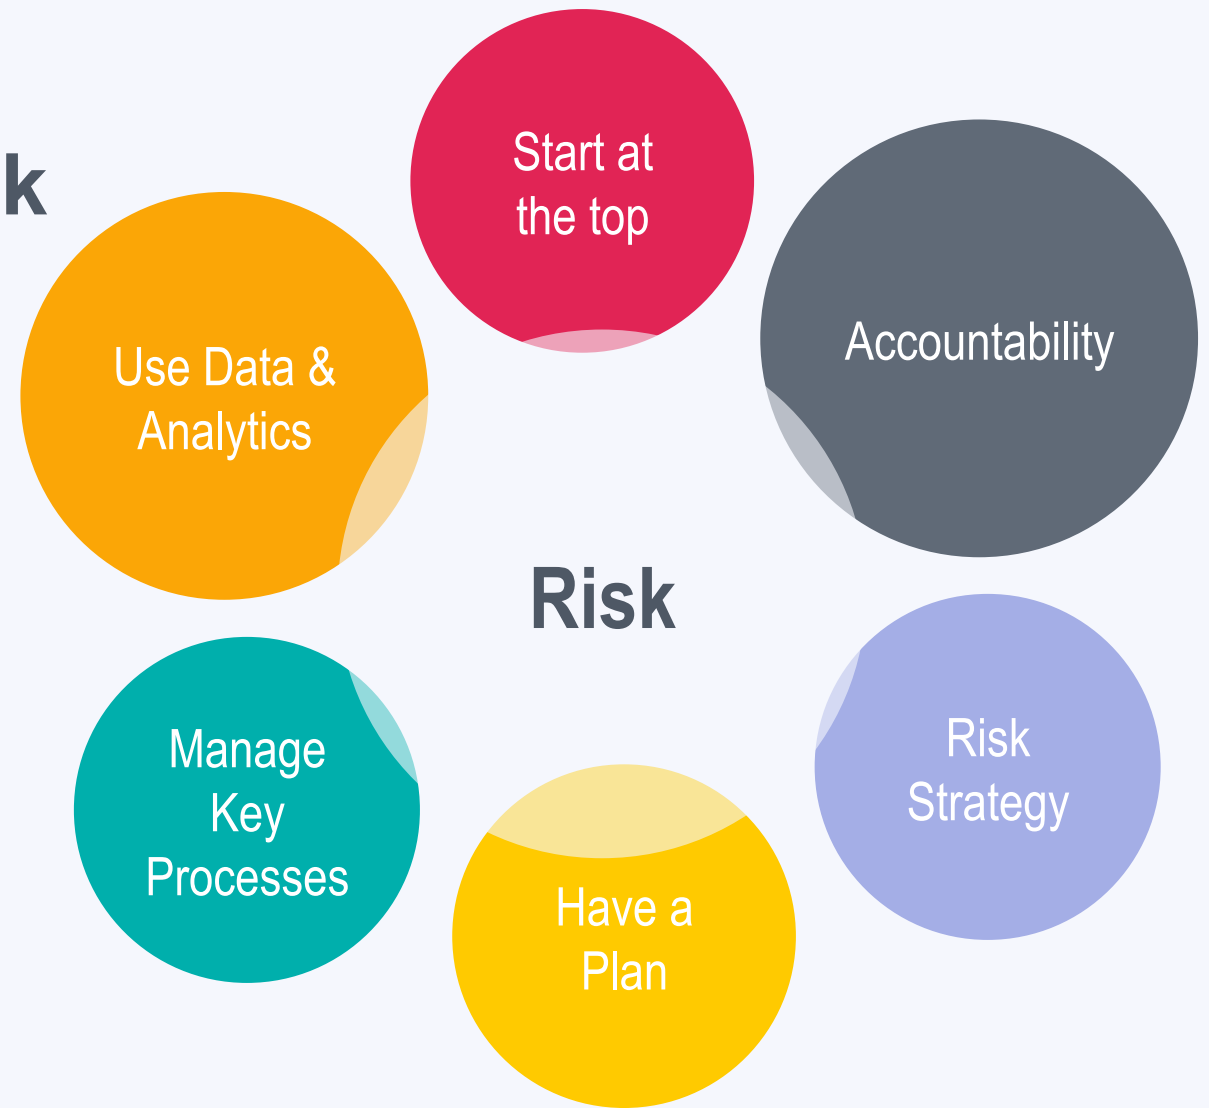 k
Start at
the top
Accountability
Use Data &
Analytics
Risk
Manage
Key
Processes
Risk
Strategy
Have a
Plan